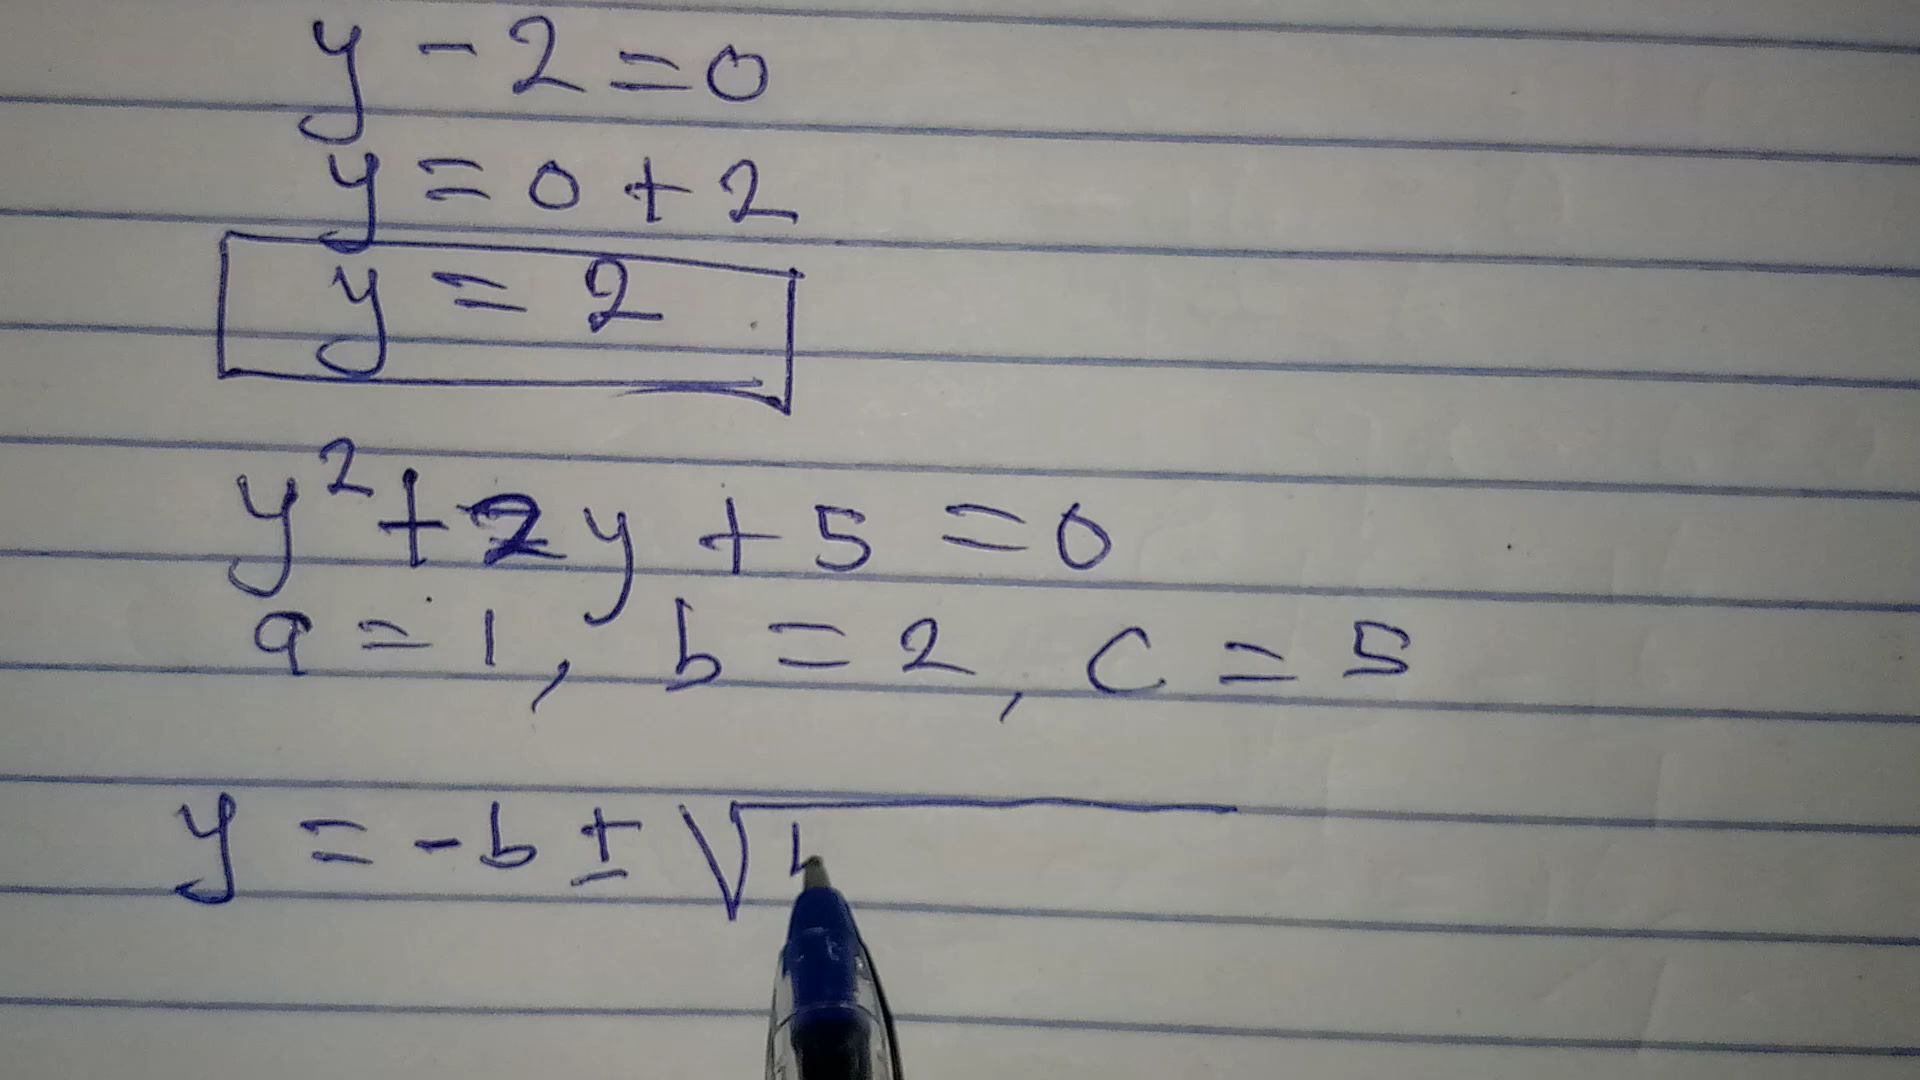 y - 2 = 0
y = 0 + 2
y = 2
y² + 2y + 5 = 0
a = 1, b = 2, c = 5
y = -b ± √